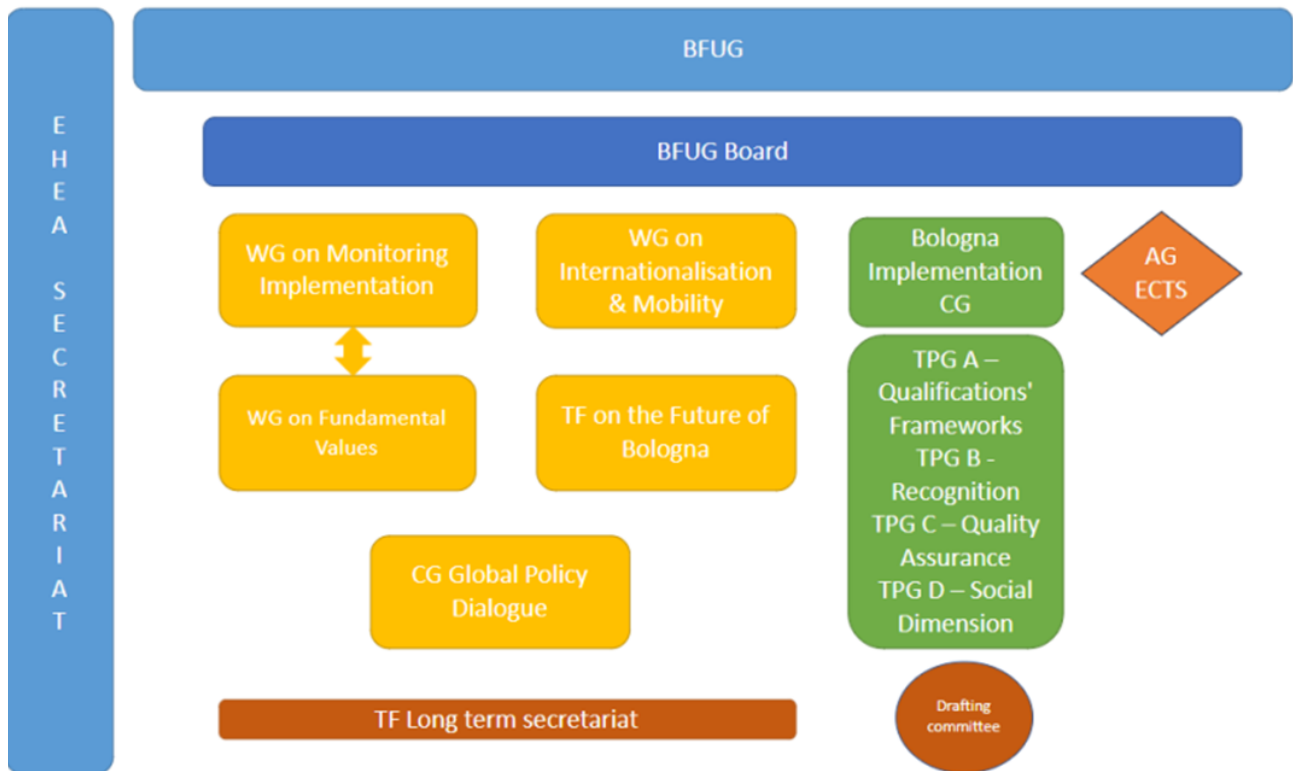 BFUG
EHEA SECRETARIAT
BFUG Board
WG on Monitoring
Implementation
WG on
Internationalisation
& Mobility
Bologna
Implementation
CG
AG
ECTS
WG on Fundamental
Values
TF on the Future of
Bologna
TPG A –
Qualifications'
Frameworks
TPG B -
Recognition
TPG C – Quality
Assurance
TPG D – Social
Dimension
CG Global Policy
Dialogue
TF Long term secretariat
Drafting
committee